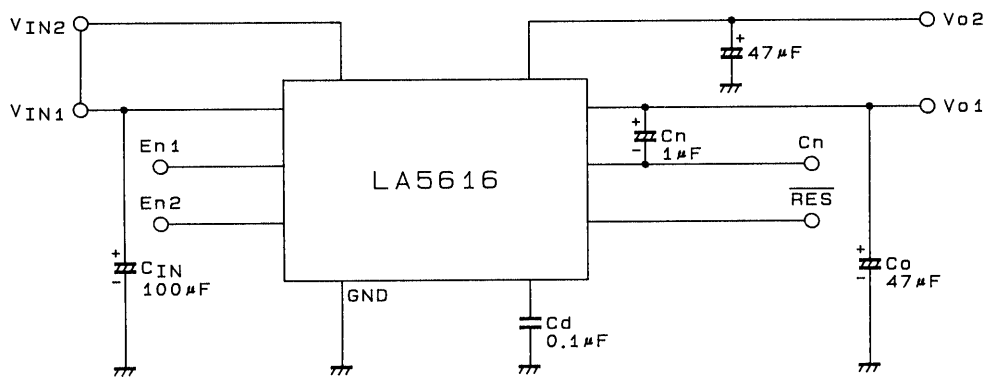 VIN2
Vo2
+
47μF
VIN1
Vo1
+
Cn
-
1μF
Cn
En1
LA5616
En2
RES
+
CIN
-
100μF
GND
Cd
0.1μF
+
Co
-
47μF